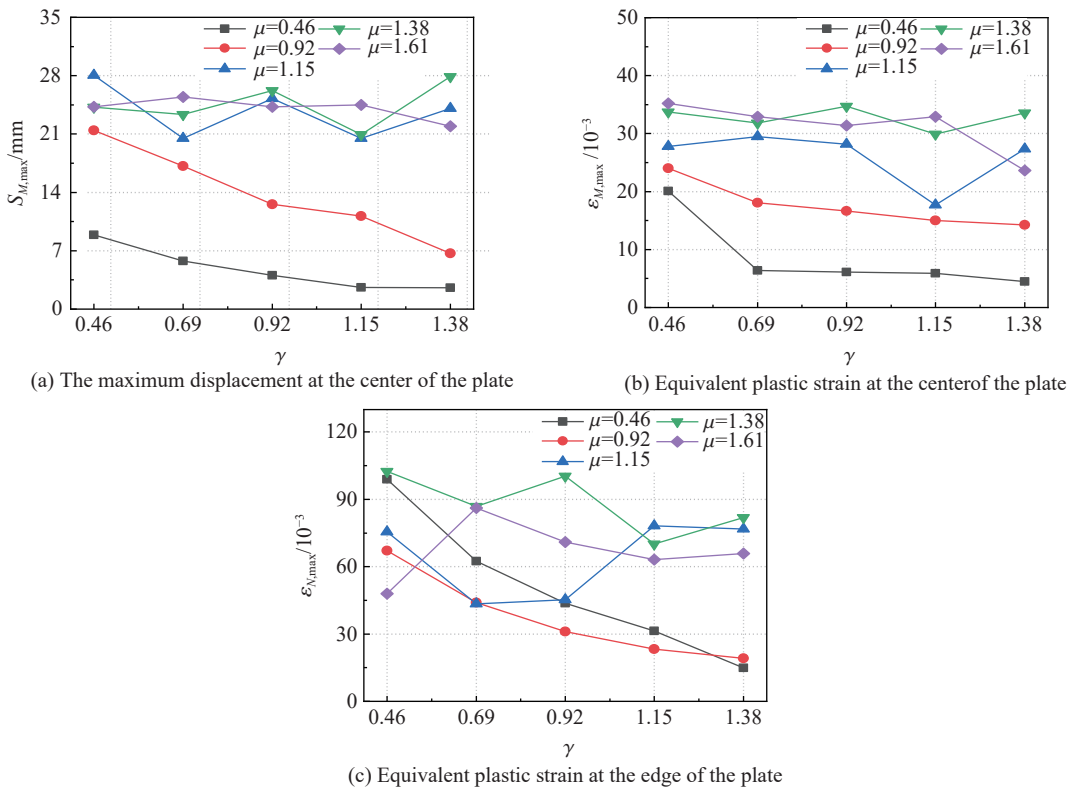 35
28
21
14
7
0
S_M,max/mm
μ=0.46
μ=0.92
μ=1.15
μ=1.38
μ=1.61
0.46 0.69 0.92 1.15 1.38
γ
(a) The maximum displacement at the center of the plate
50
40
30
20
10
0
ε_M,max /10⁻³
μ=0.46
μ=0.92
μ=1.15
μ=1.38
μ=1.61
0.46 0.69 0.92 1.15 1.38
γ
(b) Equivalent plastic strain at the centerof the plate
120
90
60
30
0
ε_N,max/10⁻³
μ=0.46
μ=0.92
μ=1.15
μ=1.38
μ=1.61
0.46 0.69 0.92 1.15 1.38
γ
(c) Equivalent plastic strain at the edge of the plate